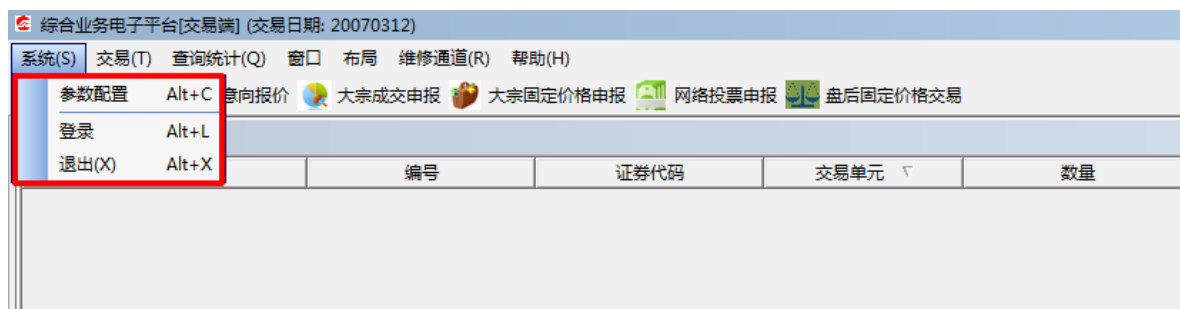 综合业务电子平台[交易端] (交易日期: 20070312)
系统(S) 交易(T) 查询统计(Q) 窗口 布局 维修通道(R) 帮助(H)
参数配置 Alt+C 意向报价 大宗成交申报 大宗固定价格申报 网络投票申报 盘后固定价格交易
登录 Alt+L
退出(X) Alt+X
编号 证券代码 交易单元 数量